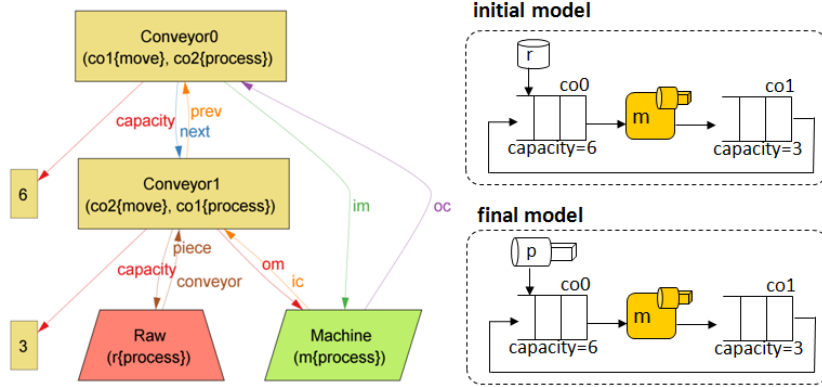 Conveyor0
(co1{move}, co2{process})
capacity
prev
next
6
Conveyor1
(co2{move}, co1{process})
im
oc
piece
capacity
conveyor
om
ic
3
Raw
(r{process})
Machine
(m{process})
initial model
r
co0
co1
m
capacity=6
capacity=3
final model
p
co0
co1
m
capacity=6
capacity=3